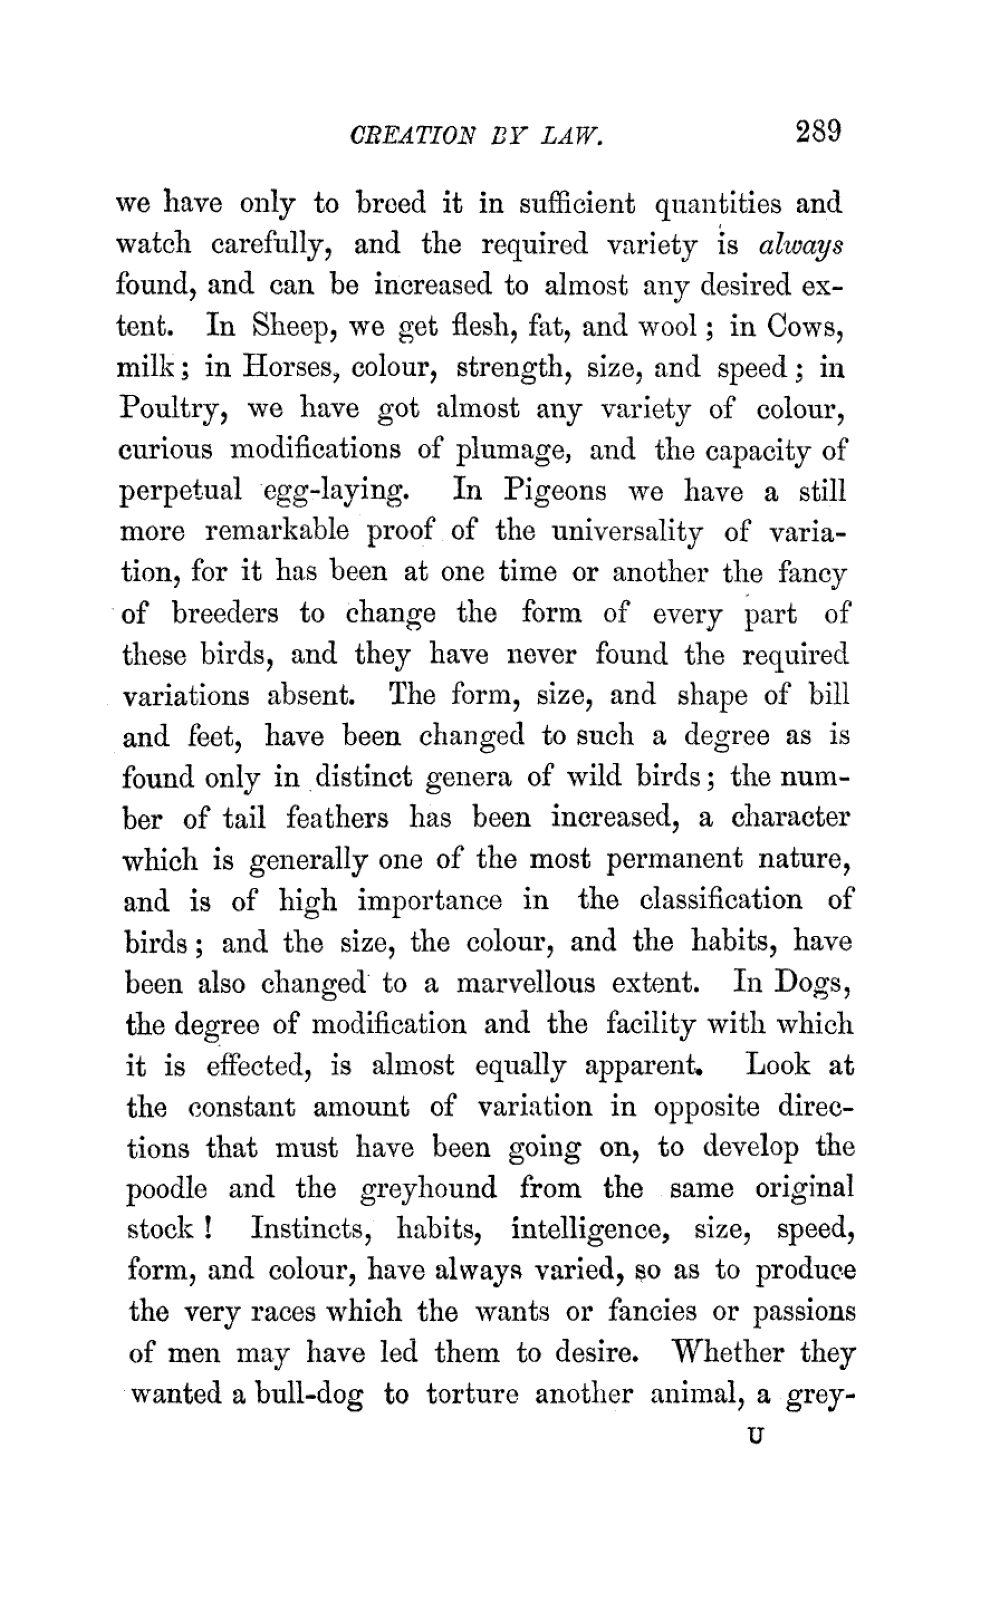 CREATION BY LAW. 289
we have only to breed it in sufficient quantities and
watch carefully, and the required variety is always
found, and can be increased to almost any desired ex-
tent. In Sheep, we get flesh, fat, and wool ; in Cows,
milk ; in Horses, colour, strength, size, and speed ; in
Poultry, we have got almost any variety of colour,
curious modifications of plumage, and the capacity of
perpetual egg-laying. In Pigeons we have a still
more remarkable proof of the universality of varia-
tion, for it has been at one time or another the fancy
of breeders to change the form of every part of
these birds, and they have never found the required
variations absent. The form, size, and shape of bill
and feet, have been changed to such a degree as is
found only in distinct genera of wild birds ; the num-
ber of tail feathers has been increased, a character
which is generally one of the most permanent nature,
and is of high importance in the classification of
birds ; and the size, the colour, and the habits, have
been also changed to a marvellous extent. In Dogs,
the degree of modification and the facility with which
it is effected, is almost equally apparent. Look at
the constant amount of variation in opposite direc-
tions that must have been going on, to develop the
poodle and the greyhound from the same original
stock ! Instincts, habits, intelligence, size, speed,
form, and colour, have always varied, so as to produce
the very races which the wants or fancies or passions
of men may have led them to desire. Whether they
wanted a bull-dog to torture another animal, a grey-
U